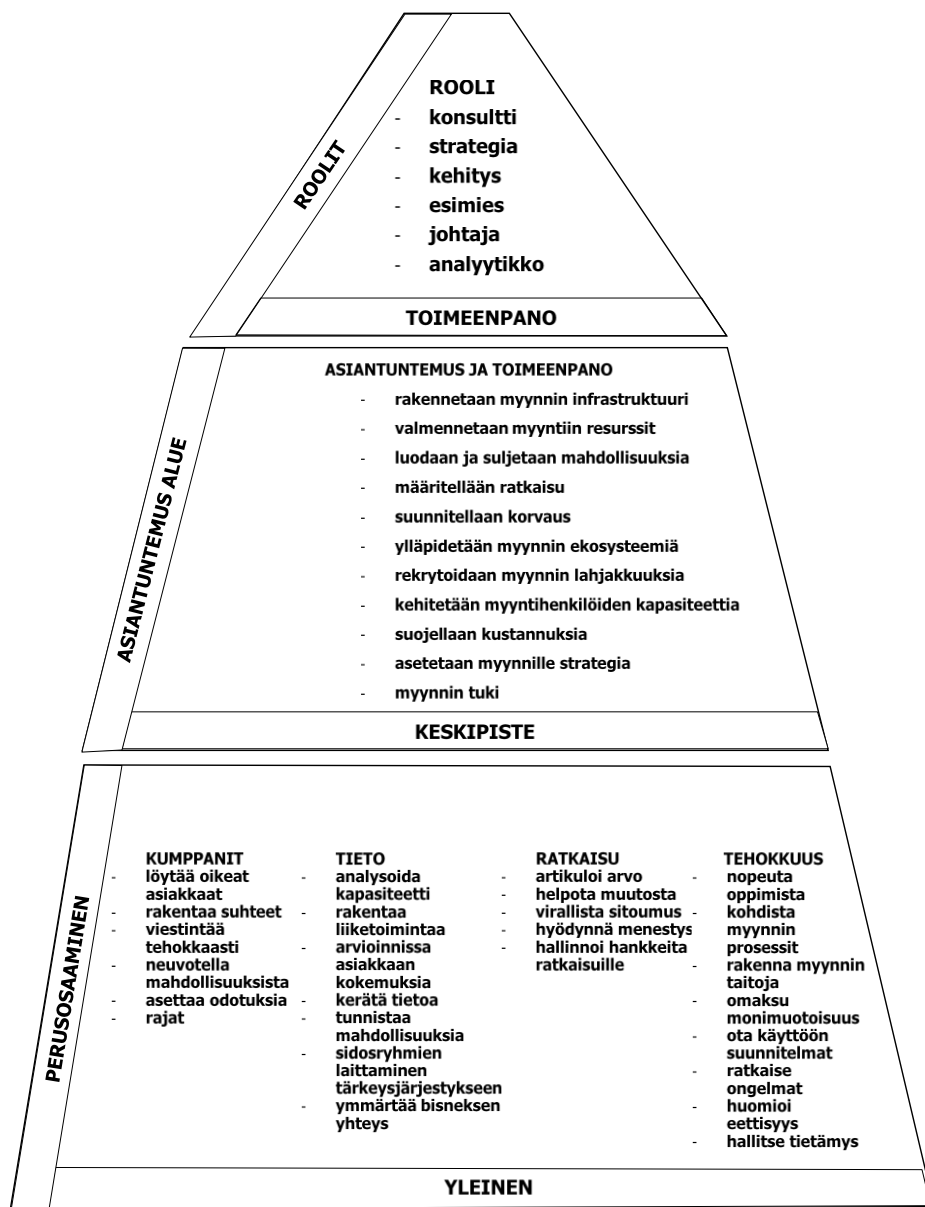 ROOLIT
ROOLI
- konsultti
- strategia
- kehitys
- esimies
- johtaja
- analyytikko
TOIMEENPANO
ASIANTUNTEMUS ALUE
ASIANTUNTEMUS JA TOIMEENPANO
- rakennetaan myynnin infrastruktuuri
- valmennetaan myyntiin resurssit
- luodaan ja suljetaan mahdollisuuksia
- määritellään ratkaisu
- suunnitellaan korvaus
- ylläpidetään myynnin ekosysteemiä
- rekrytoidaan myynnin lahjakkuuksia
- kehitetään myyntihenkilöiden kapasiteettia
- suojellaan kustannuksia
- asetetaan myynnille strategia
- myynnin tuki
KESKIPISTE
PERUSOSAAMINEN
KUMPPANIT
- löytää oikeat
asiakkaat
- rakentaa suhteet
- viestintää
tehokkaasti
- neuvotella
mahdollisuuksista
- asettaa odotuksia
- rajat
TIETO
- analysoida
kapasiteetti
- rakentaa
liiketoimintaa
- arvioinnissa
asiakkaan
kokemuksia
- kerätä tietoa
- tunnistaa
mahdollisuuksia
- sidosryhmien
laittaminen
tärkeysjärjestykseen
- ymmärtää bisneksen
yhteys
RATKAISU
- artikuloi arvo
- helpota muutosta
- virallista sitoumus
- hyödynnä menestys
- hallinnoi hankkeita
ratkaisuille
TEHOKKUUS
- nopeuta
oppimista
- kohdista
myynnin
prosessit
- rakenna myynnin
taitoja
- omaksu
monimuotoisuus
- ota käyttöön
suunnitelmat
- ratkaise
ongelmat
- huomioi
eettisyys
- hallitse tietämys
YLEINEN